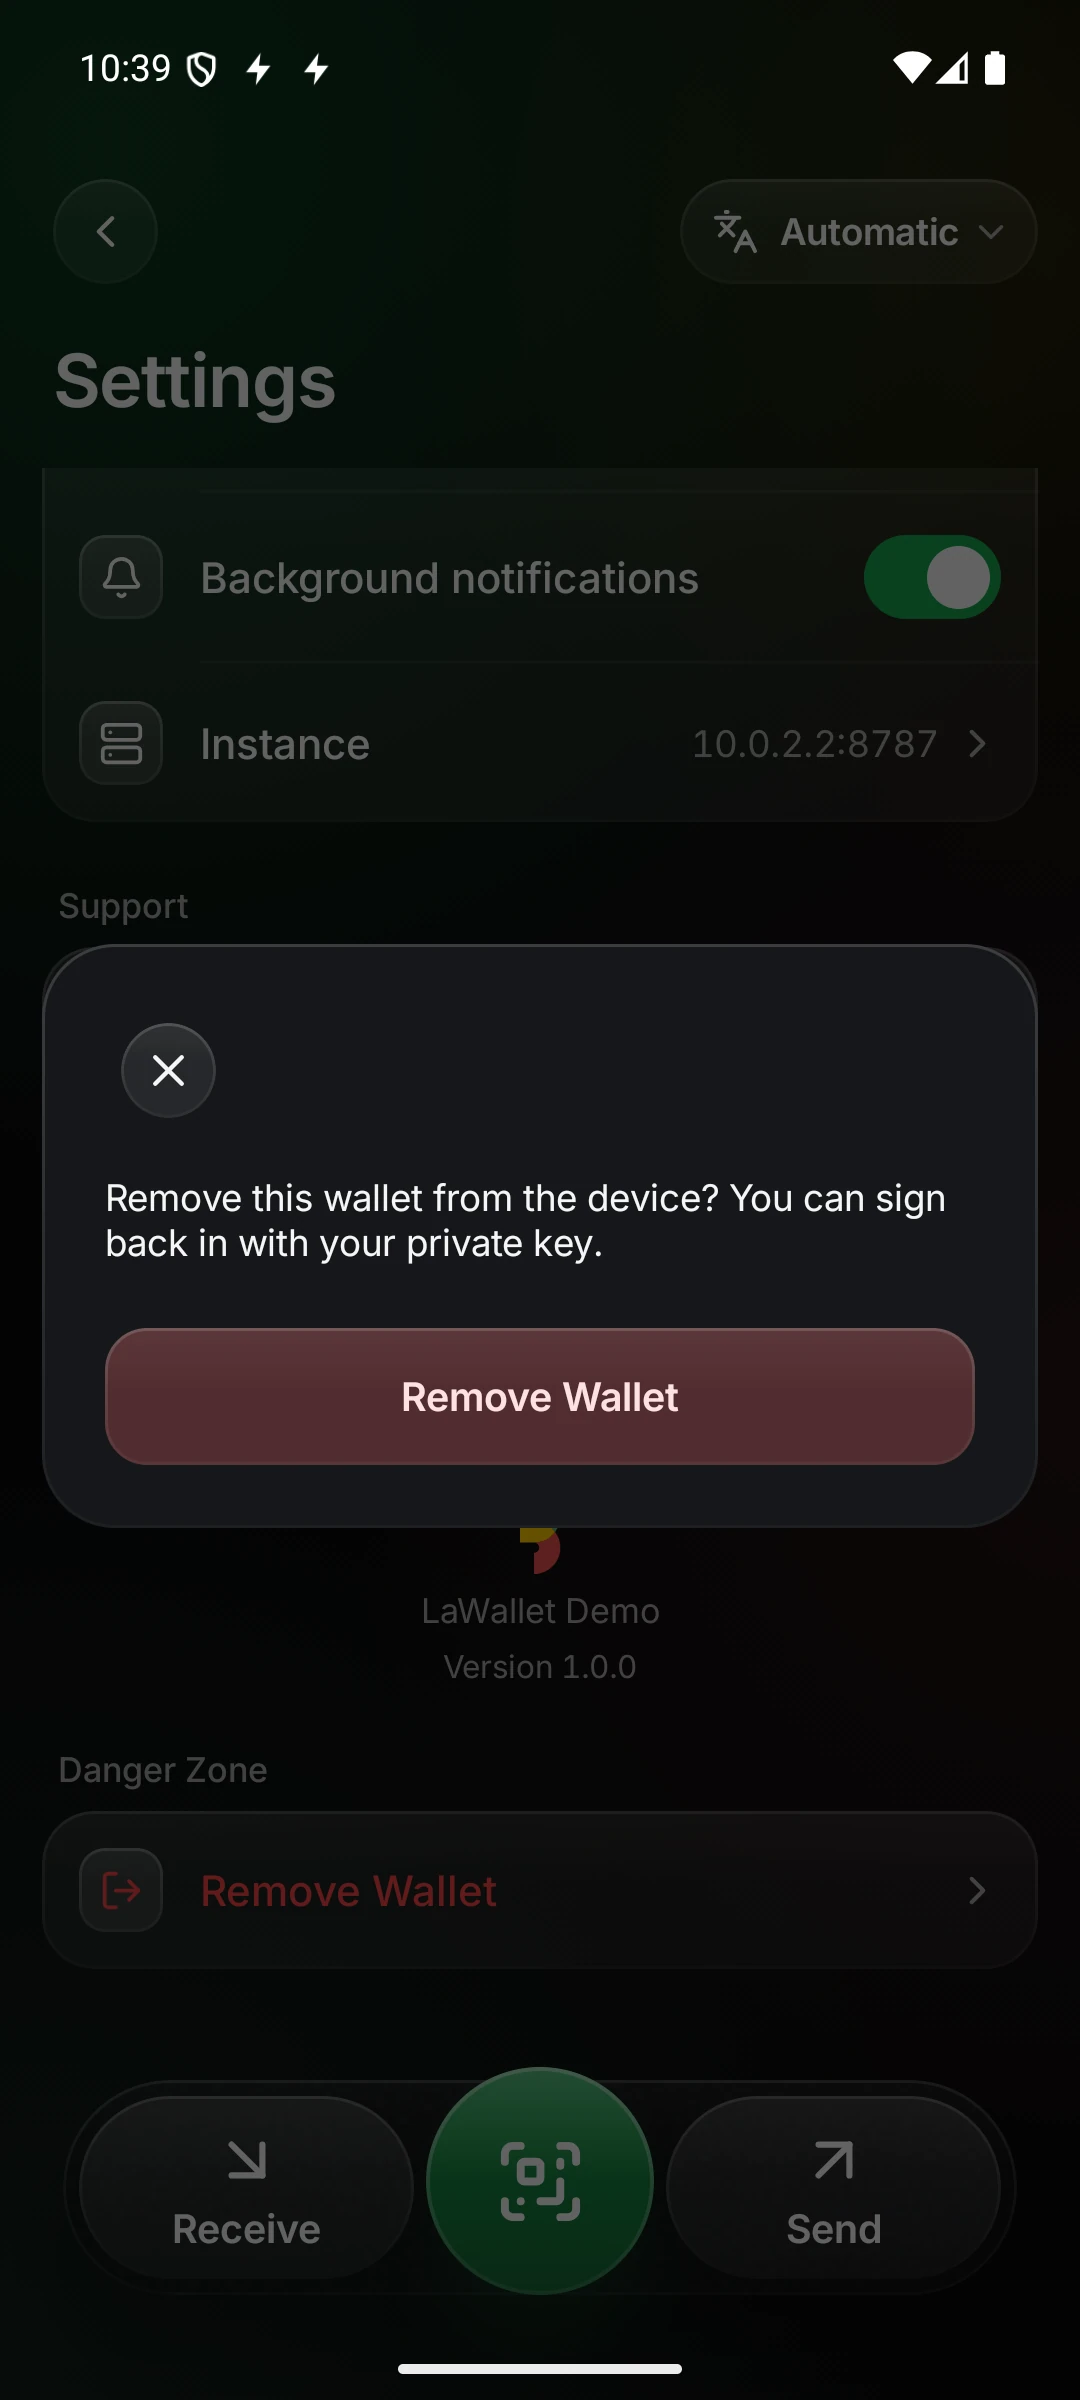 10:39
Automatic
Settings
Background notifications
Instance
10.0.2.2:8787
Support
Remove this wallet from the device? You can sign
back in with your private key.
Remove Wallet
LaWallet Demo
Version 1.0.0
Danger Zone
Remove Wallet
Receive
Send